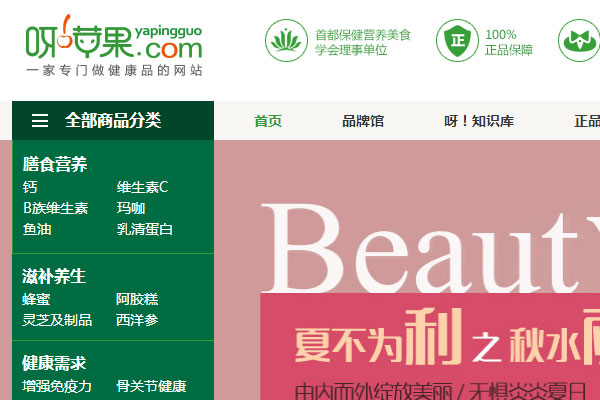 呀!苹果 yapingguo
.com
一家专门做健康品的网站
首都保健营养美食
学会理事单位
正
100%
正品保障
全部商品分类
首页 品牌馆 呀！知识库 正品
膳食营养
钙 维生素C
B族维生素 玛咖
鱼油 乳清蛋白
滋补养生
蜂蜜 阿胶糕
灵芝及制品 西洋参
健康需求
增强免疫力 骨关节健康
Beauty
夏不为利之秋水
由内而外绽放美丽/无惧炎炎夏日